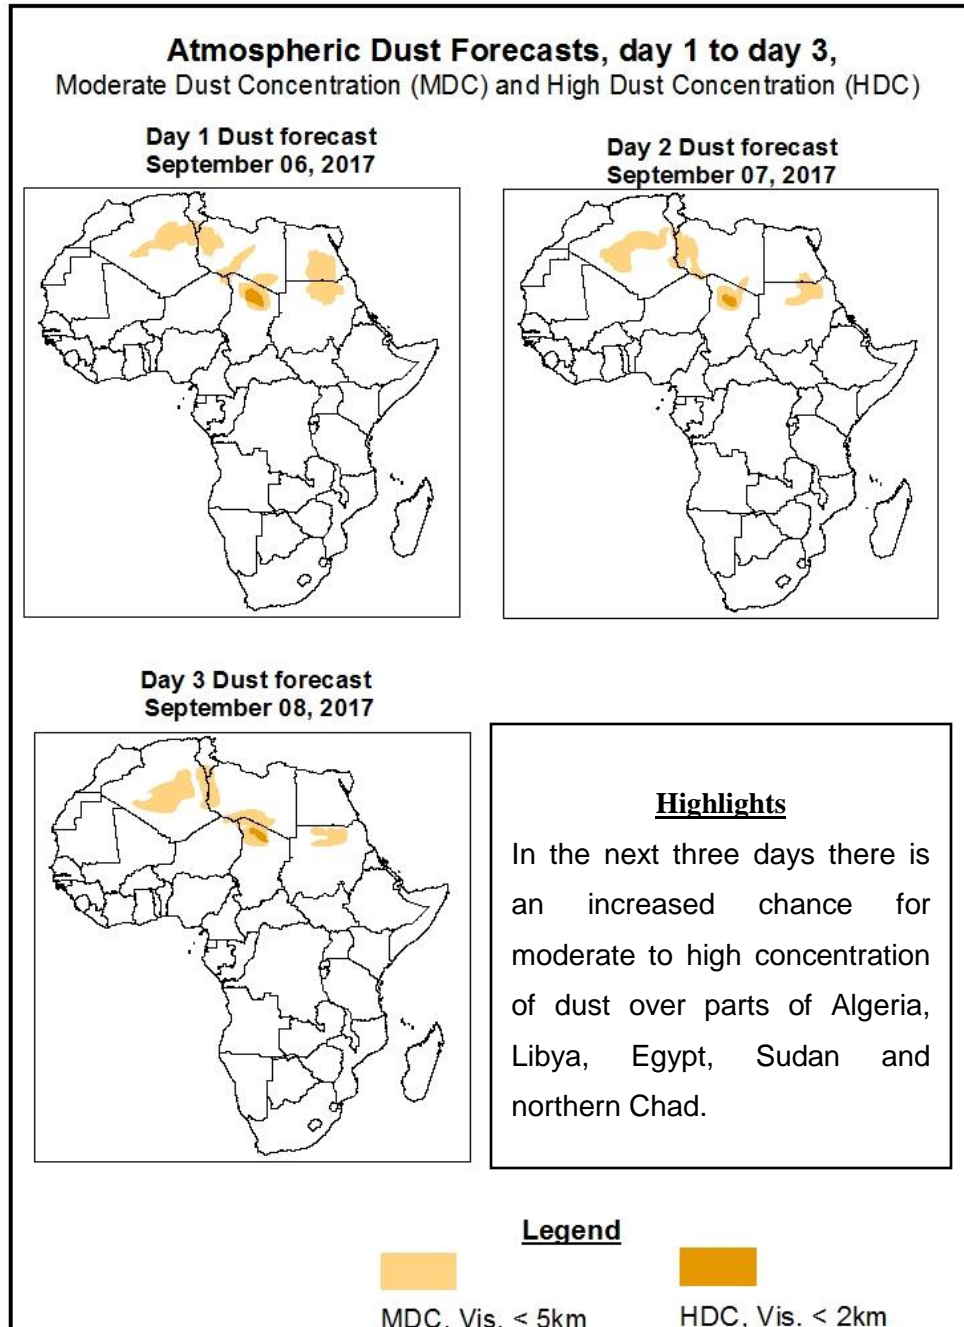 Atmospheric Dust Forecasts, day 1 to day 3,
Moderate Dust Concentration (MDC) and High Dust Concentration (HDC)
Day 1 Dust forecast
September 06, 2017
Day 2 Dust forecast
September 07, 2017
Day 3 Dust forecast
September 08, 2017
Highlights
In the next three days there is
an increased chance for
moderate to high concentration
of dust over parts of Algeria,
Libya, Egypt, Sudan and
northern Chad.
Legend
MDC, Vis. < 5km
HDC, Vis. < 2km